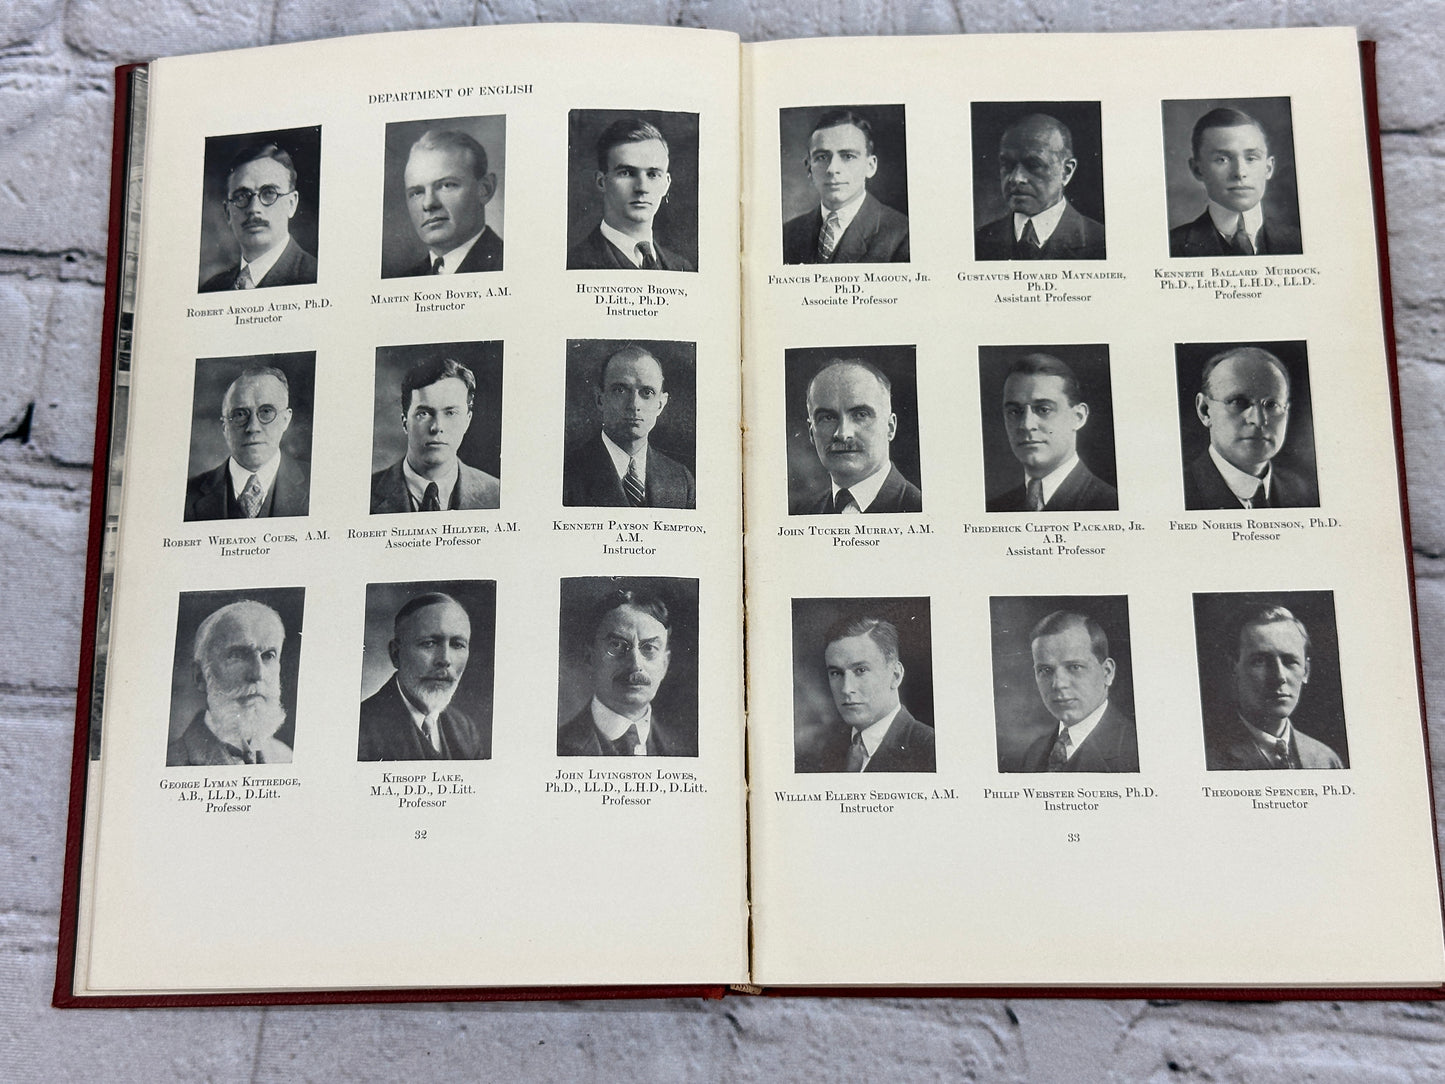 DEPARTMENT OF ENGLISH
ROBERT ARNOLD AUBIN, Ph.D.
Instructor
MARTIN KOON BOVEY, A.M.
Instructor
HUNTINGTON BROWN,
D.Litt., Ph.D.
Instructor
ROBERT WHEATON COUES, A.M.
Instructor
ROBERT SILLIMAN HILLYER, A.M.
Associate Professor
KENNETH PAYSON KEMPTON,
A.M.
Instructor
GEORGE LYMAN KITTREDGE,
A.B., LL.D., D.Litt.
Professor
KIRSOPP LAKE,
M.A., D.D., D.Litt.
Professor
JOHN LIVINGSTON LOWES,
Ph.D., LL.D., L.H.D., D.Litt.
Professor
32
FRANCIS PEABODY MAGOUN, JR.
Ph.D.
Associate Professor
GUSTAVUS HOWARD MAYNADIER,
Ph.D.
Assistant Professor
KENNETH BALLARD MURDOCK,
Ph.D., Litt.D., L.H.D., LL.D.
Professor
JOHN TUCKER MURRAY, A.M.
Professor
FREDERICK CLIFTON PACKARD, JR.
A.B.
Assistant Professor
FRED NORRIS ROBINSON, Ph.D.
Professor
WILLIAM ELLERY SEDGWICK, A.M.
Instructor
PHILIP WEBSTER SOUERS, Ph.D.
Instructor
THEODORE SPENCER, Ph.D.
Instructor
33